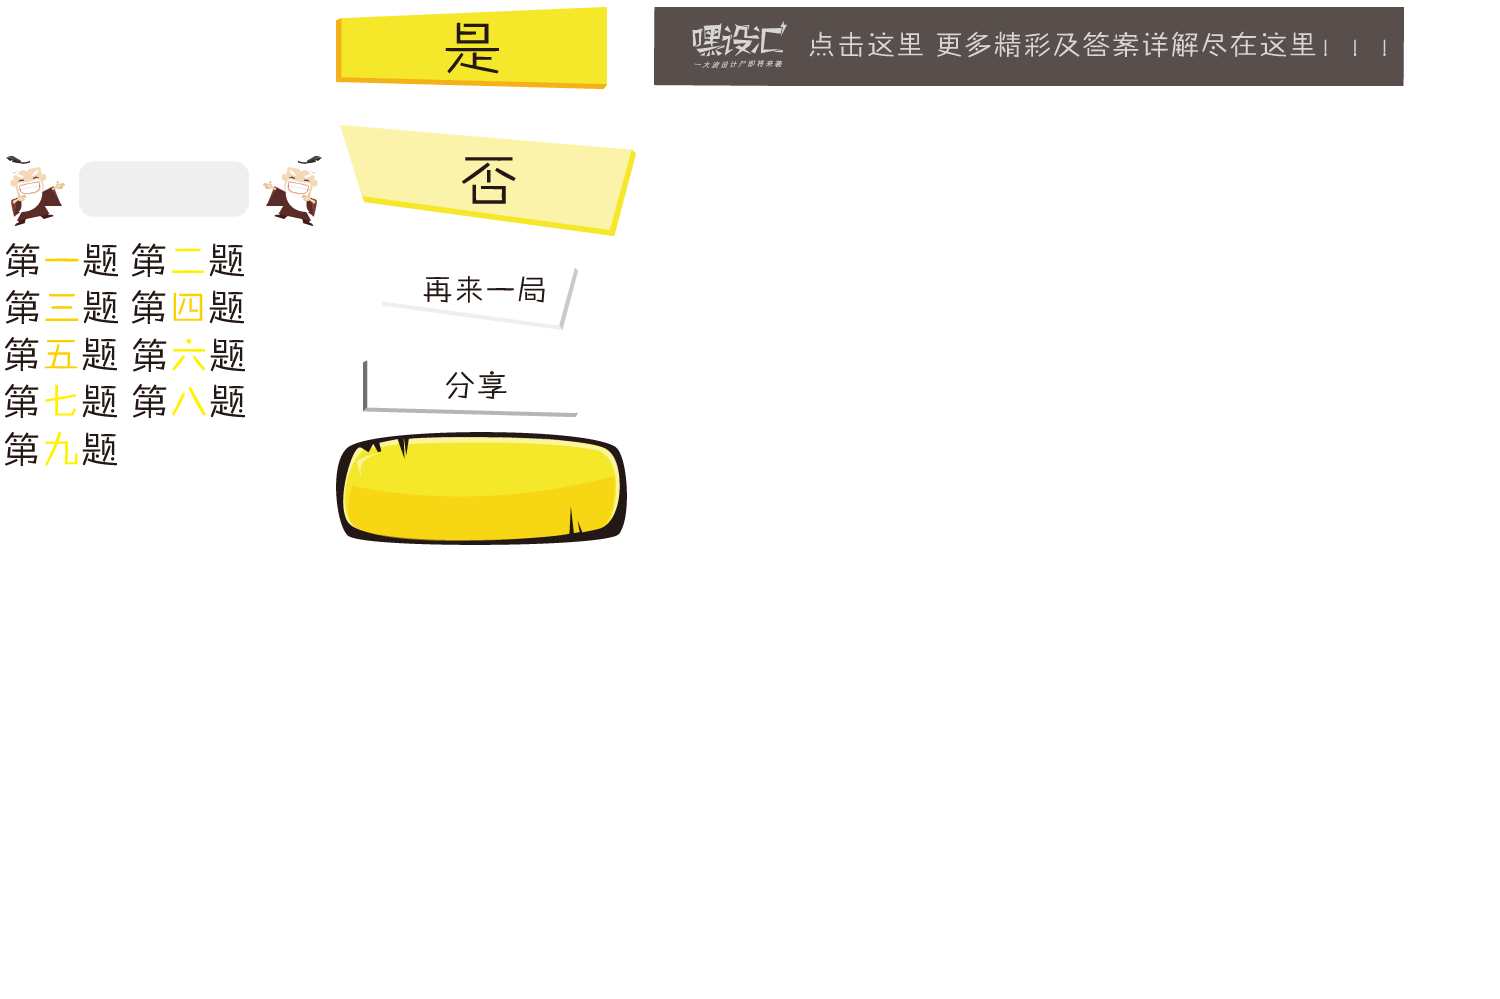 是
嘿设汇
一大波设计尸即将来袭
点击这里 更多精彩及答案详解尽在这里！！！
否
第一题 第二题
第三题 第四题
第五题 第六题
第七题 第八题
第九题
再来一局
分享